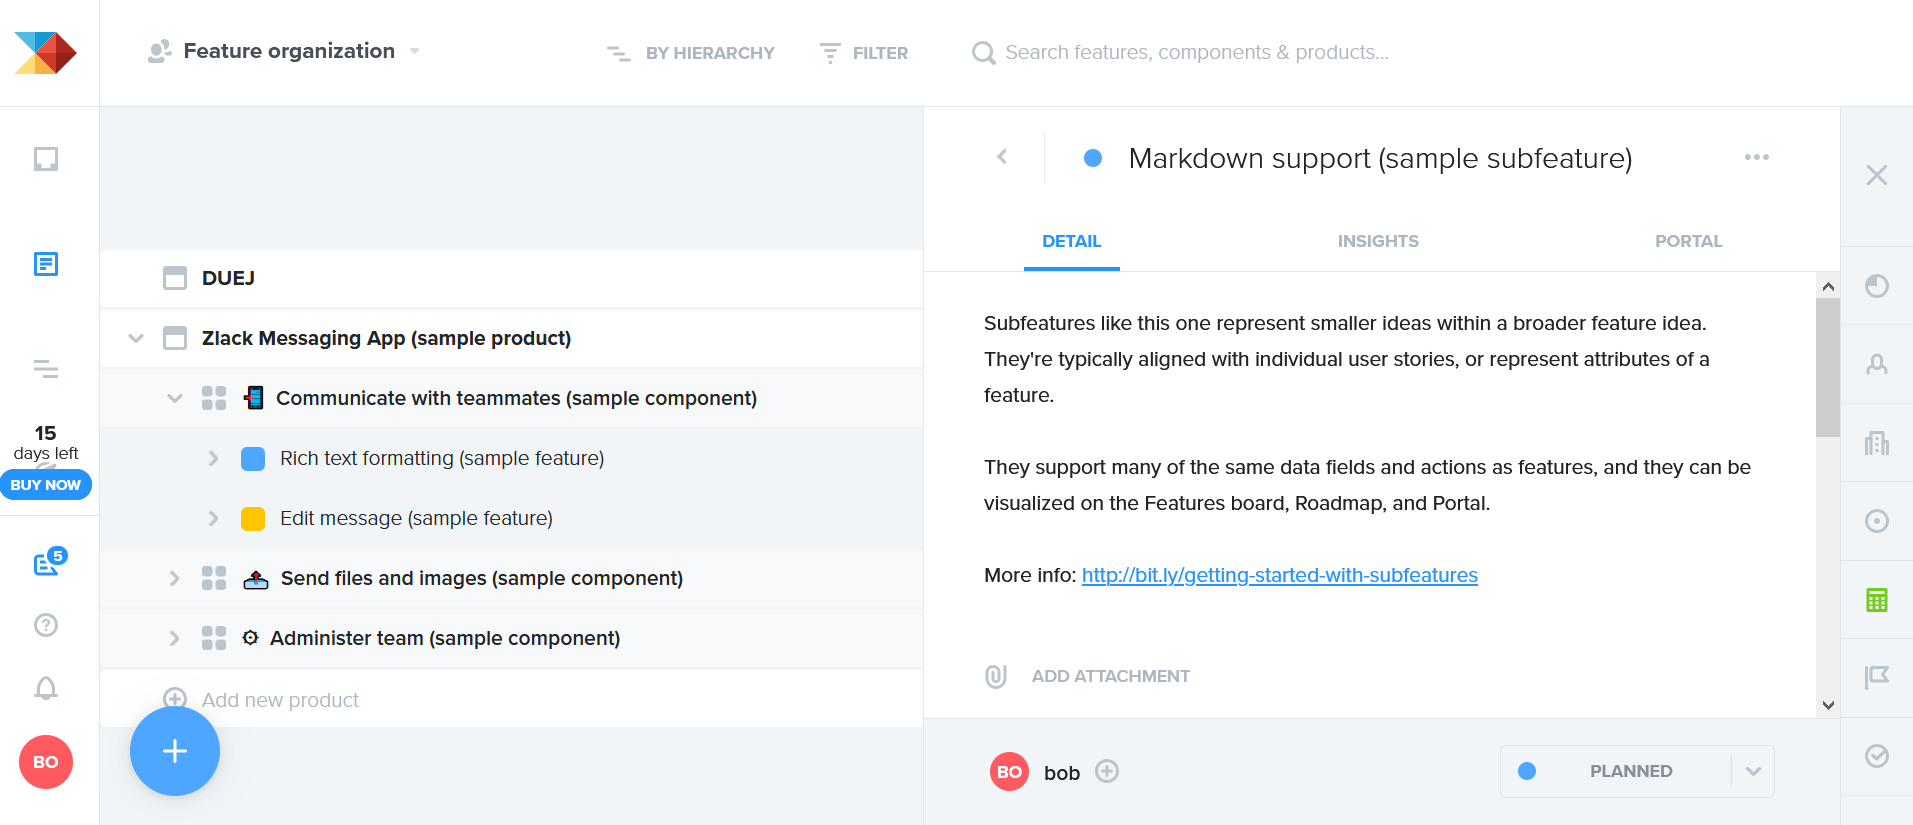 Feature organization
BY HIERARCHY
FILTER
Search features, components & products...
15
days left
BUY NOW
5
BO
DUEJ
Zlack Messaging App (sample product)
Communicate with teammates (sample component)
Rich text formatting (sample feature)
Edit message (sample feature)
Send files and images (sample component)
Administer team (sample component)
Add new product
Markdown support (sample subfeature)
DETAIL
INSIGHTS
PORTAL
Subfeatures like this one represent smaller ideas within a broader feature idea.
They're typically aligned with individual user stories, or represent attributes of a
feature.
They support many of the same data fields and actions as features, and they can be
visualized on the Features board, Roadmap, and Portal.
More info: http://bit.ly/getting-started-with-subfeatures
ADD ATTACHMENT
BO
bob
PLANNED